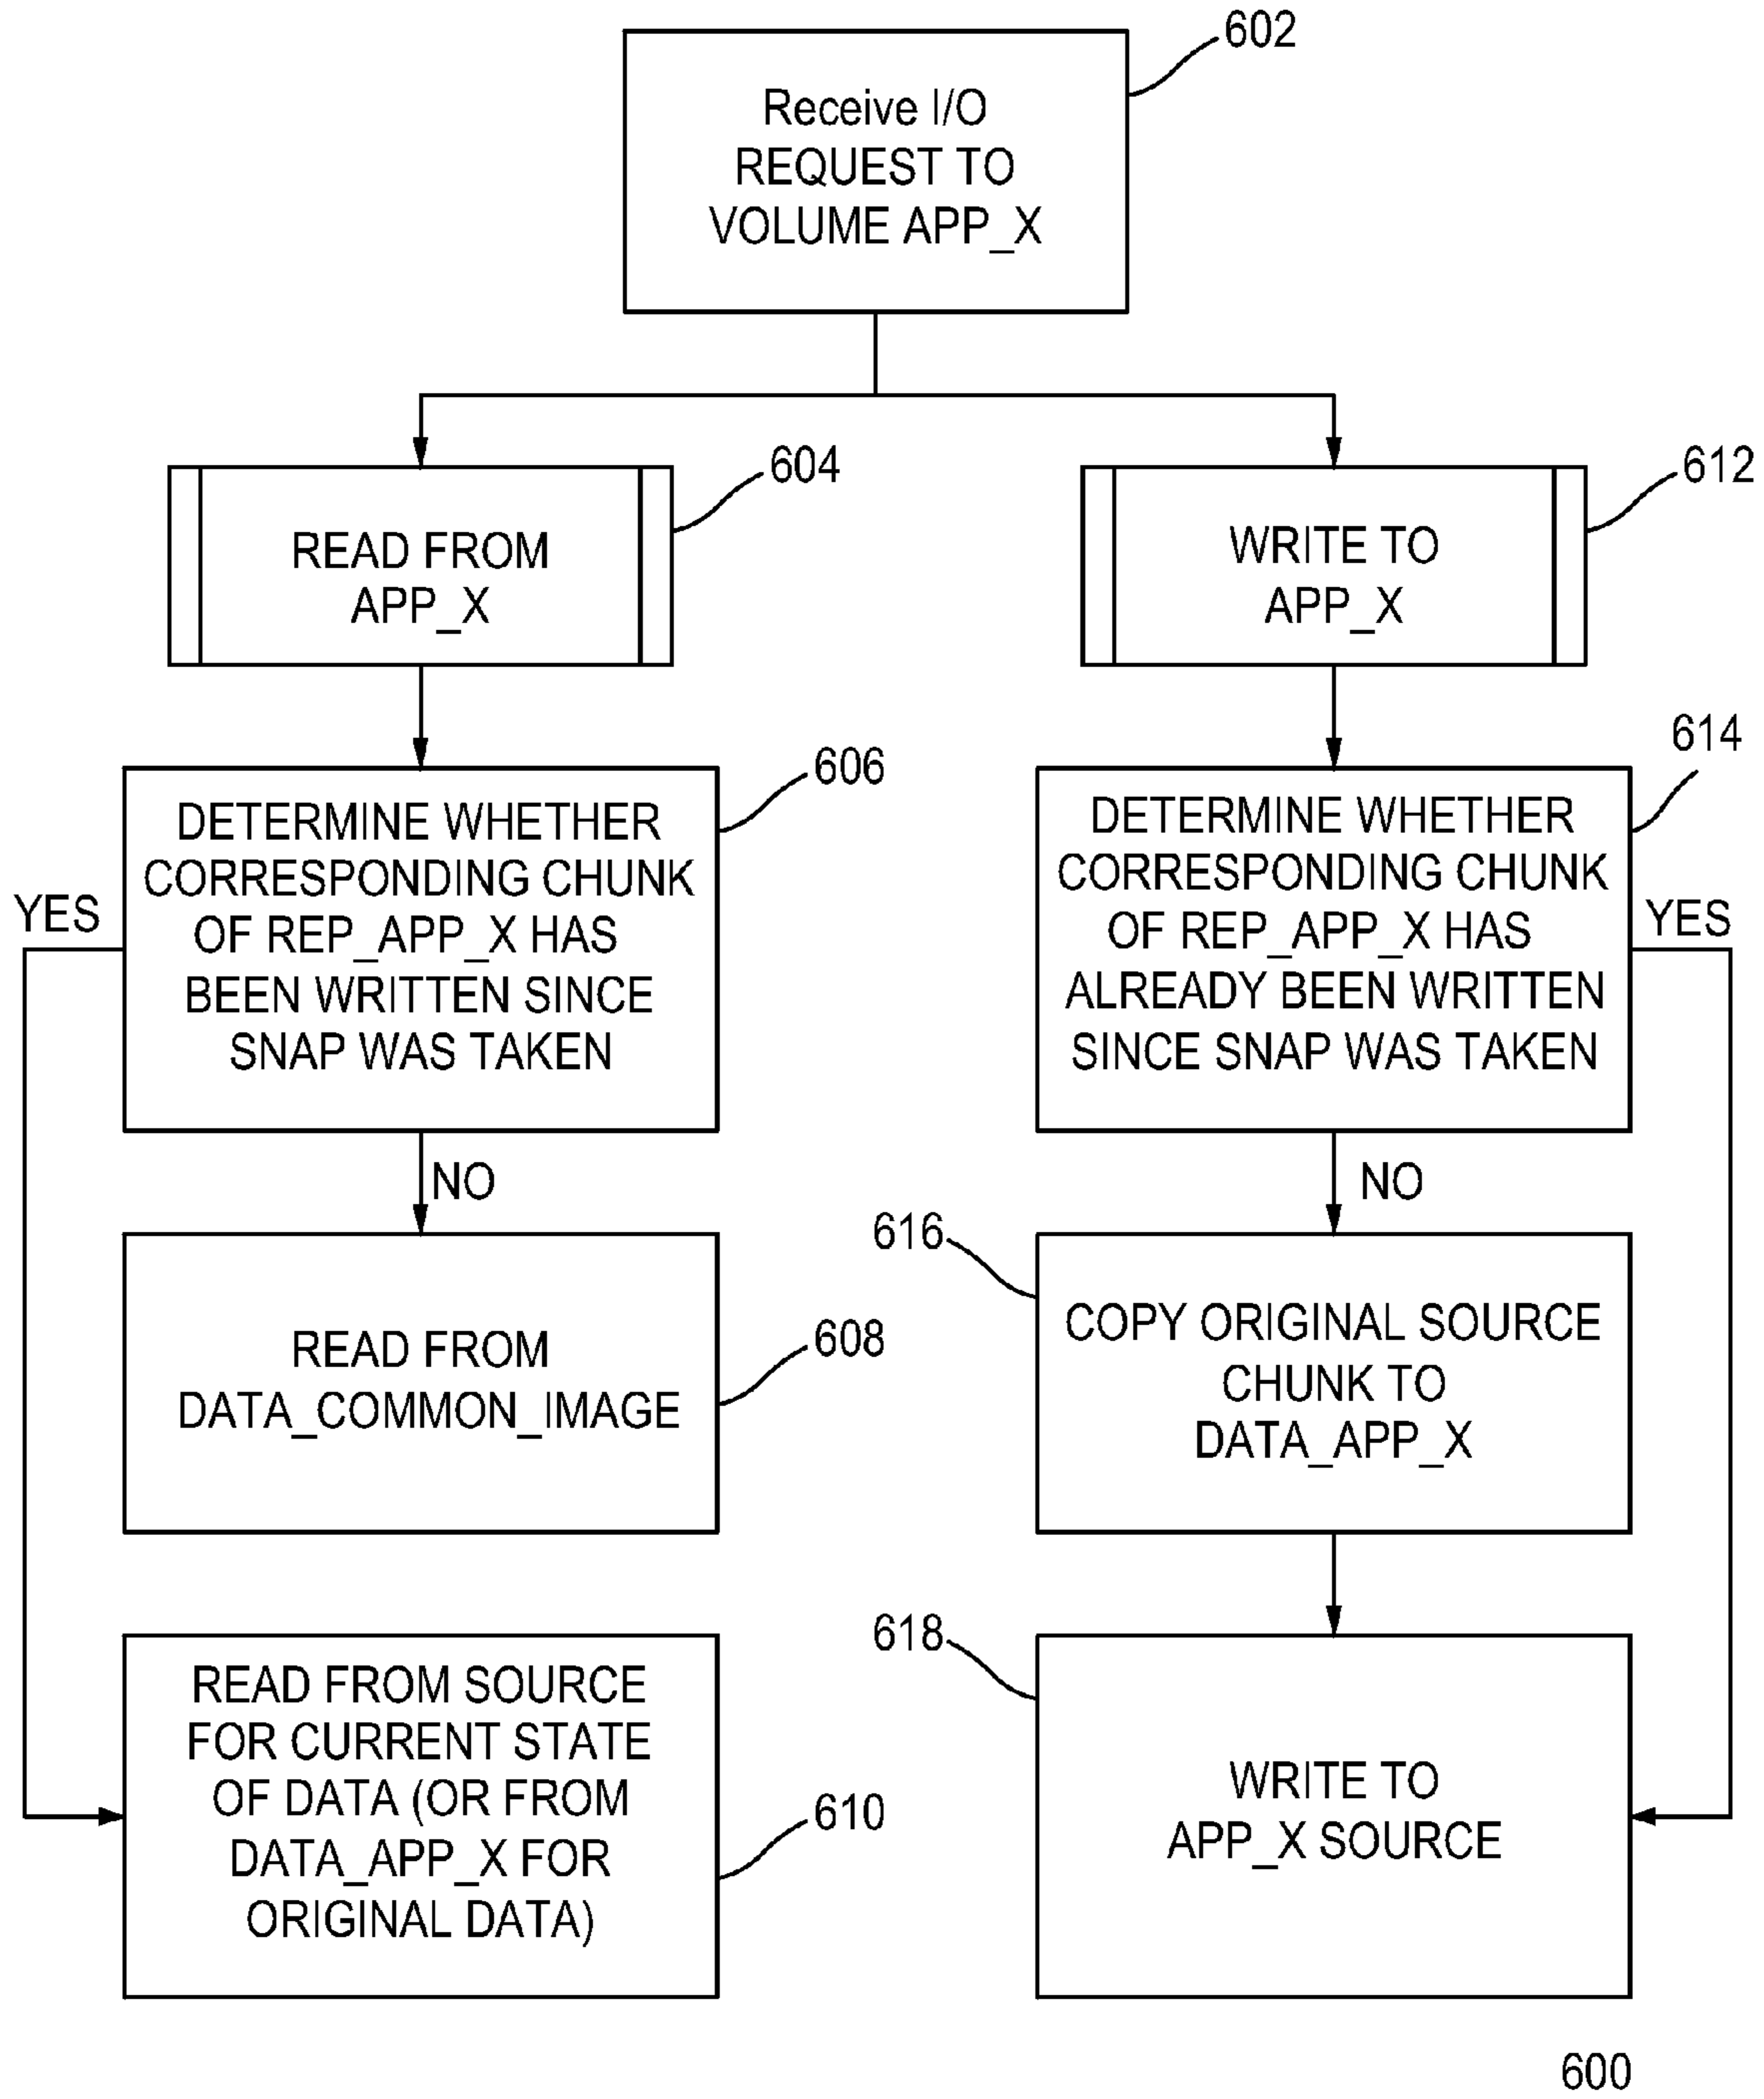 602
Receive I/O
REQUEST TO
VOLUME APP_X
604
READ FROM
APP_X
612
WRITE TO
APP_X
606
DETERMINE WHETHER
CORRESPONDING CHUNK
OF REP_APP_X HAS
BEEN WRITTEN SINCE
SNAP WAS TAKEN
YES
NO
614
DETERMINE WHETHER
CORRESPONDING CHUNK
OF REP_APP_X HAS
ALREADY BEEN WRITTEN
SINCE SNAP WAS TAKEN
YES
NO
608
READ FROM
DATA_COMMON_IMAGE
616
COPY ORIGINAL SOURCE
CHUNK TO
DATA_APP_X
610
READ FROM SOURCE
FOR CURRENT STATE
OF DATA (OR FROM
DATA_APP_X FOR
ORIGINAL DATA)
618
WRITE TO
APP_X SOURCE
600